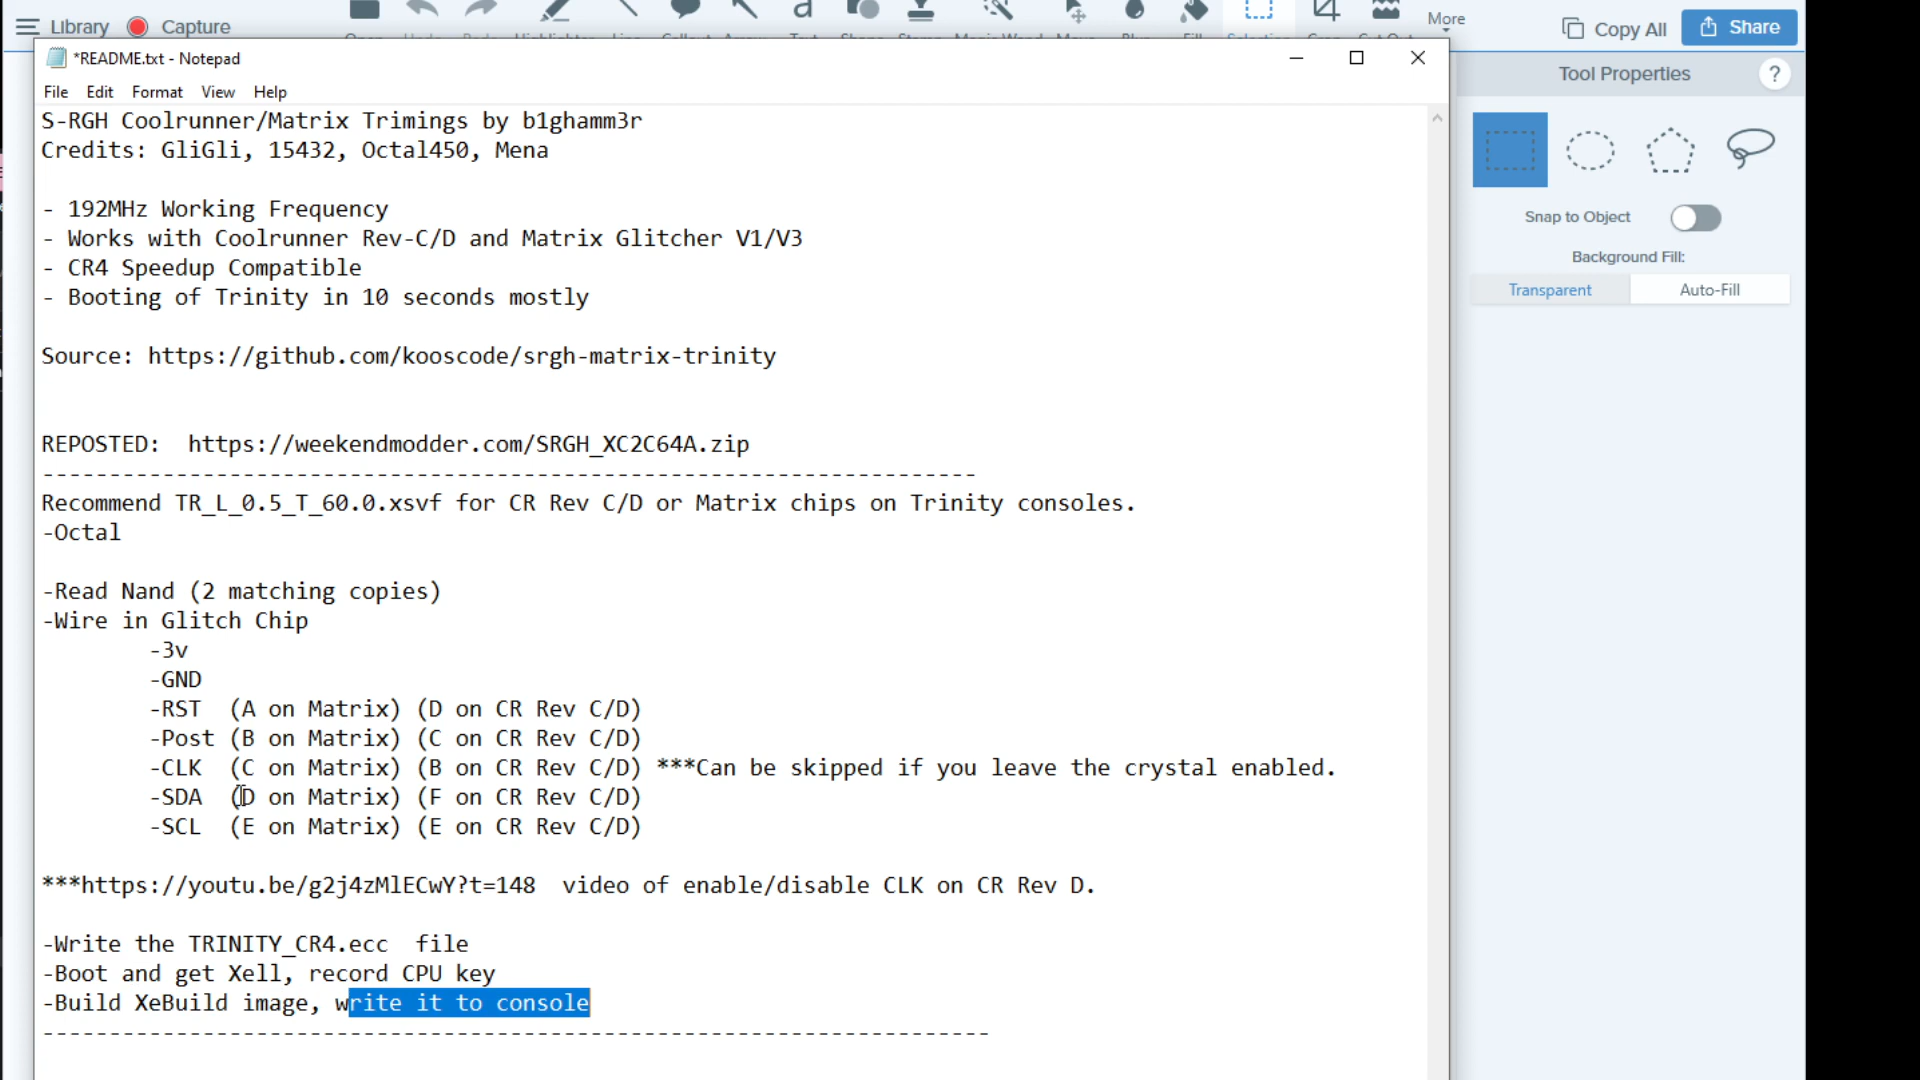 Library Capture
More
Copy All
Share
*README.txt - Notepad
File Edit Format View Help
S-RGH Coolrunner/Matrix Trimings by b1ghamm3r
Credits: GliGli, 15432, Octal450, Mena
- 192MHz Working Frequency
- Works with Coolrunner Rev-C/D and Matrix Glitcher V1/V3
- CR4 Speedup Compatible
- Booting of Trinity in 10 seconds mostly
Source: https://github.com/kooscode/srgh-matrix-trinity
REPOSTED:  https://weekendmodder.com/SRGH_XC2C64A.zip
----------------------------------------------------------------------
Recommend TR_L_0.5_T_60.0.xsvf for CR Rev C/D or Matrix chips on Trinity consoles.
-Octal
-Read Nand (2 matching copies)
-Wire in Glitch Chip
-3v
-GND
-RST  (A on Matrix) (D on CR Rev C/D)
-Post (B on Matrix) (C on CR Rev C/D)
-CLK  (C on Matrix) (B on CR Rev C/D) ***Can be skipped if you leave the crystal enabled.
-SDA  (D on Matrix) (F on CR Rev C/D)
-SCL  (E on Matrix) (E on CR Rev C/D)
***https://youtu.be/g2j4zMlECwY?t=148  video of enable/disable CLK on CR Rev D.
-Write the TRINITY_CR4.ecc  file
-Boot and get Xell, record CPU key
-Build XeBuild image, write it to console
-----------------------------------------------------------------------
Tool Properties ?
Snap to Object
Background Fill:
Transparent Auto-Fill